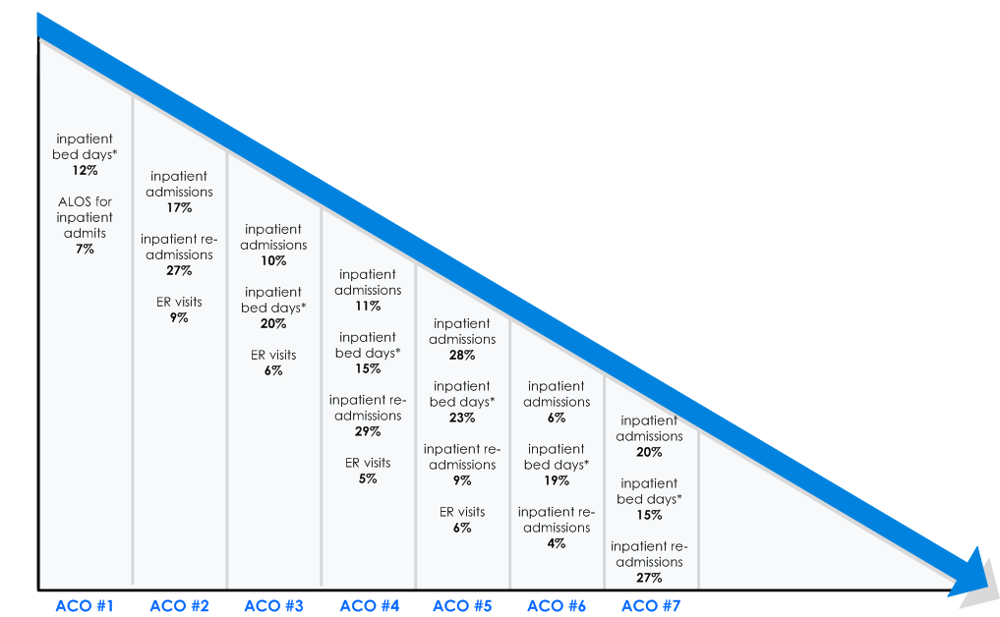 inpatient
bed days*
12%
ALOS for
inpatient
admits
7%
inpatient
admissions
17%
inpatient re-
admissions
27%
ER visits
9%
inpatient
admissions
10%
inpatient
bed days*
20%
ER visits
6%
inpatient
admissions
11%
inpatient
bed days*
15%
inpatient re-
admissions
29%
ER visits
5%
inpatient
admissions
28%
inpatient
bed days*
23%
inpatient re-
admissions
9%
ER visits
6%
inpatient
admissions
6%
inpatient
bed days*
19%
inpatient re-
admissions
4%
inpatient
admissions
20%
inpatient
bed days*
15%
inpatient re-
admissions
27%
ACO #1
ACO #2
ACO #3
ACO #4
ACO #5
ACO #6
ACO #7